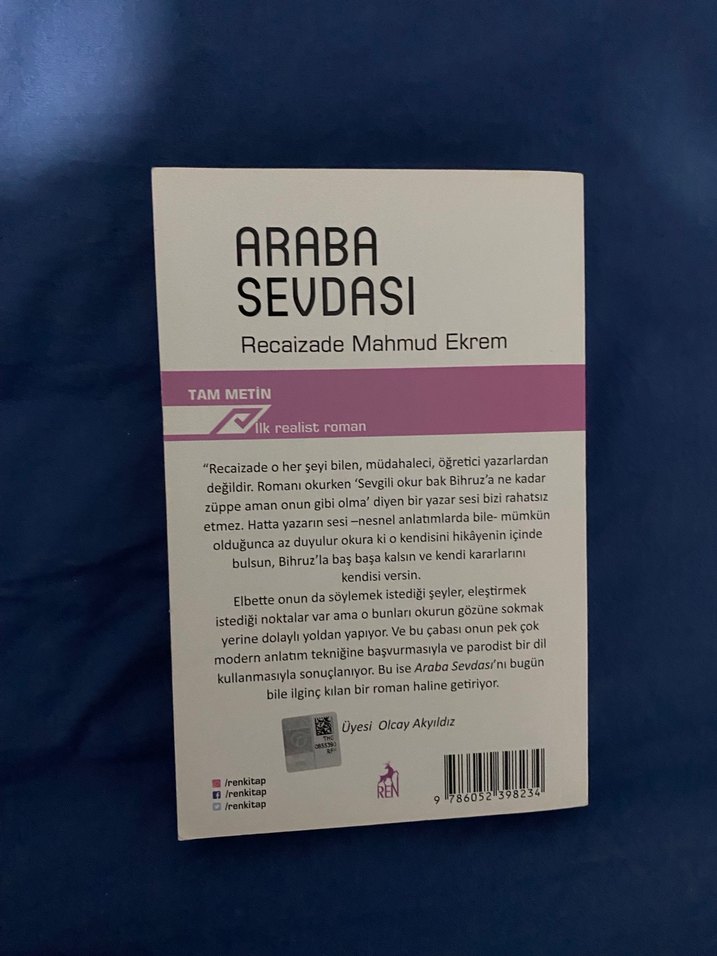 ARABA
SEVDASI
Recaizade Mahmud Ekrem
TAM METİN
İlk realist roman
“Recaizade o her şeyi bilen, müdahaleci, öğretici yazarlardan
değildir. Romanı okurken ‘Sevgili okur bak Bihruz’a ne kadar
züppe aman onun gibi olma’ diyen bir yazar sesi bizi rahatsız
etmez. Hatta yazarın sesi –nesnel anlatımlarda bile- mümkün
olduğunca az duyulur okura ki o kendisini hikâyenin içinde
bulsun, Bihruz’la baş başa kalsın ve kendi kararlarını
kendisi versin.
Elbette onun da söylemek istediği şeyler, eleştirmek
istediği noktalar var ama o bunları okurun gözüne sokmak
yerine dolaylı yoldan yapıyor. Ve bu çabası onun pek çok
modern anlatım tekniğine başvurmasıyla ve parodist bir dil
kullanmasıyla sonuçlanıyor. Bu ise Araba Sevdası’nı bugün
bile ilginç kılan bir roman haline getiriyor.
Üyesi Olcay Akyıldız
/renkitap
/renkitap
/renkitap
REN
9 786052 398234